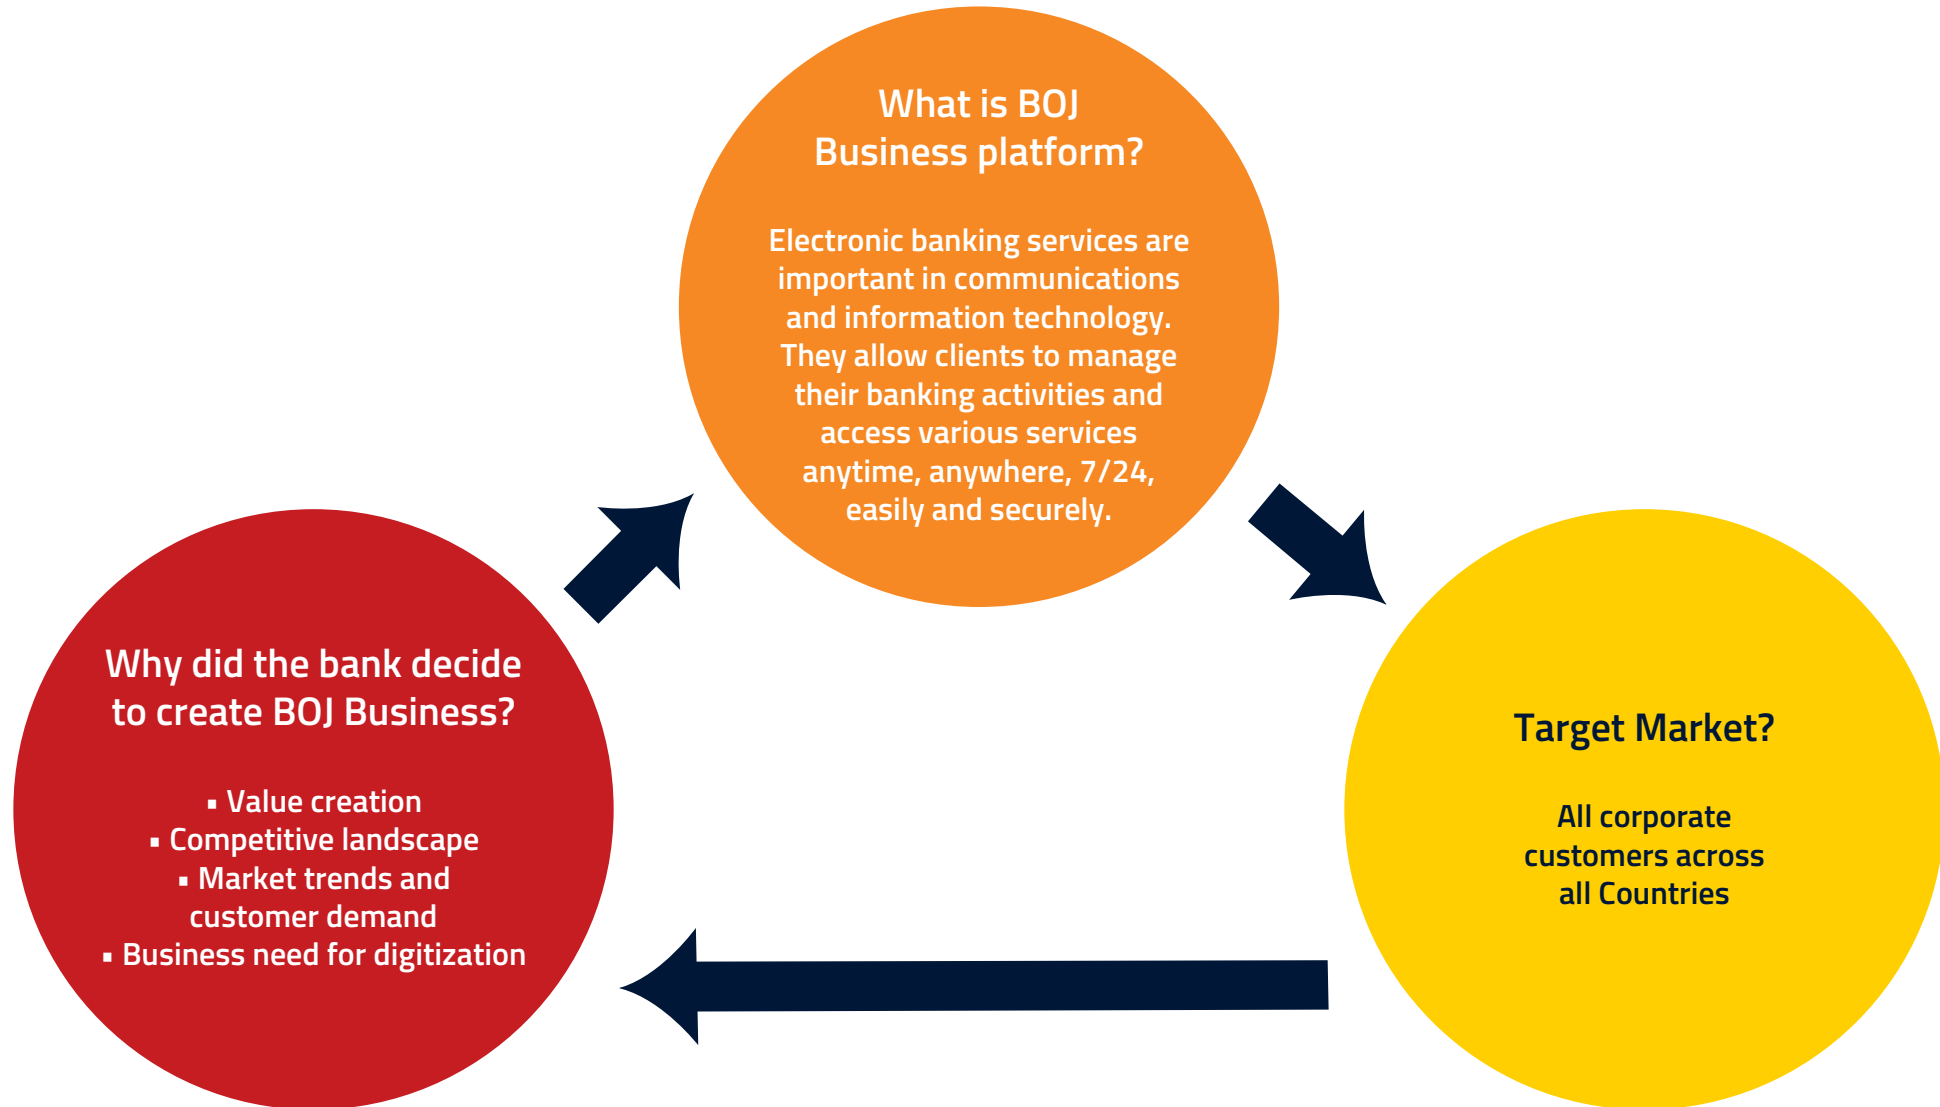 What is BOJ
Business platform?
Electronic banking services are
important in communications
and information technology.
They allow clients to manage
their banking activities and
access various services
anytime, anywhere, 7/24,
easily and securely.
Why did the bank decide
to create BOJ Business?
▪ Value creation
▪ Competitive landscape
▪ Market trends and
customer demand
▪ Business need for digitization
Target Market?
All corporate
customers across
all Countries